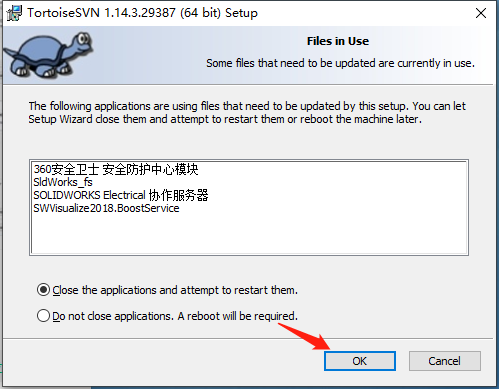 TortoiseSVN 1.14.3.29387 (64 bit) Setup
Files in Use
Some files that need to be updated are currently in use.
The following applications are using files that need to be updated by this setup. You can let
Setup Wizard close them and attempt to restart them or reboot the machine later.
360安全卫士 安全防护中心模块
SldWorks_fs
SOLIDWORKS Electrical 协作服务器
SWVisualize2018.BoostService
Close the applications and attempt to restart them.
Do not close applications. A reboot will be required.
OK
Cancel